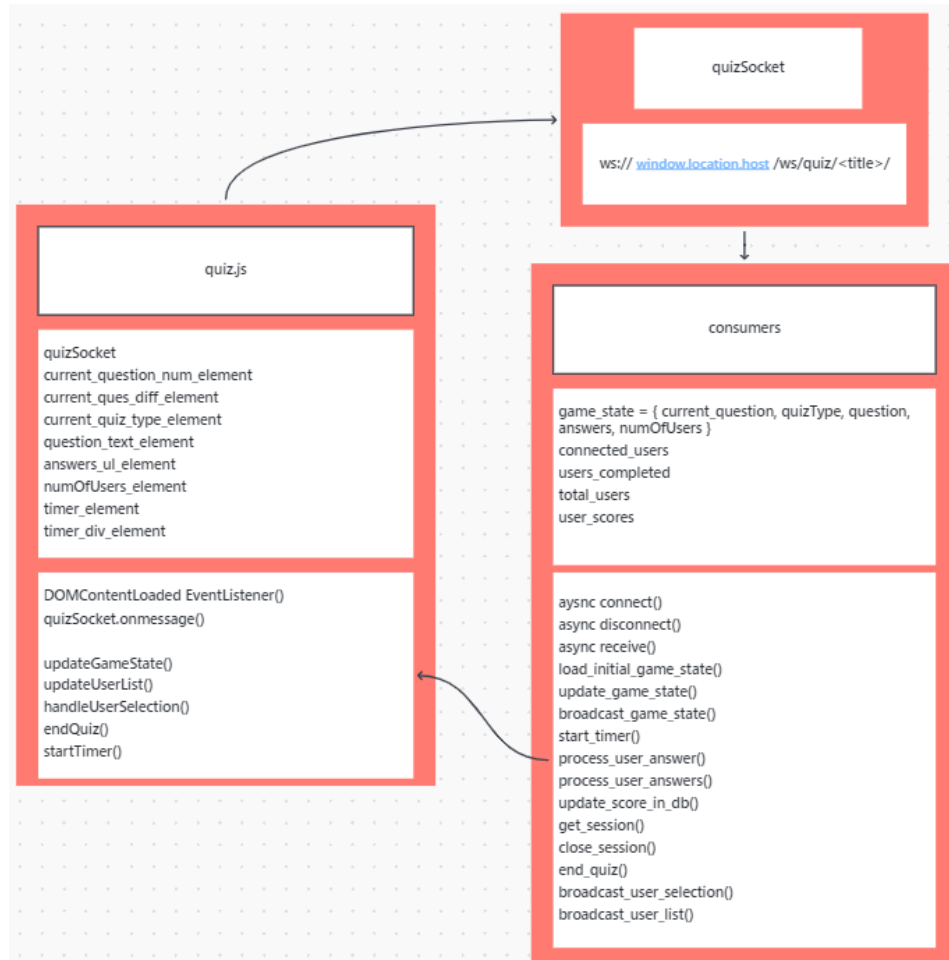 quizSocket
ws:// window.location.host /ws/quiz/<title>/
quiz.js
quizSocket
current_question_num_element
current_ques_diff_element
current_quiz_type_element
question_text_element
answers_ul_element
numOfUsers_element
timer_element
timer_div_element
DOMContentLoaded EventListener()
quizSocket.onmessage()
updateGameState()
updateUserList()
handleUserSelection()
endQuiz()
startTimer()
consumers
game_state = { current_question, quizType, question,
answers, numOfUsers }
connected_users
users_completed
total_users
user_scores
aysnc connect()
async disconnect()
async receive()
load_initial_game_state()
update_game_state()
broadcast_game_state()
start_timer()
process_user_answer()
process_user_answers()
update_score_in_db()
get_session()
close_session()
end_quiz()
broadcast_user_selection()
broadcast_user_list()